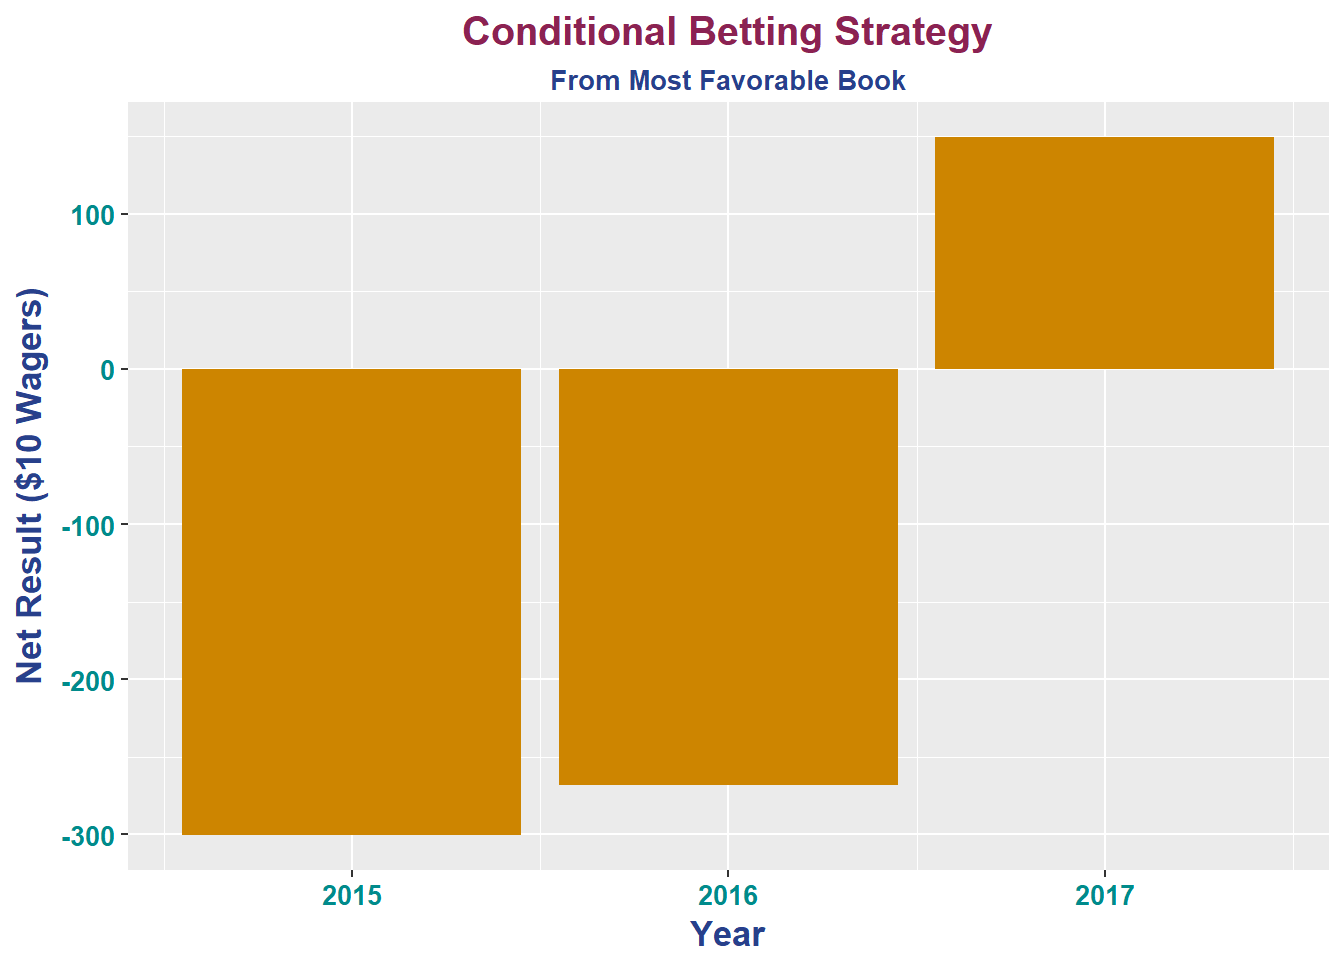 Conditional Betting Strategy
From Most Favorable Book
Net Result ($10 Wagers)
100
0
-100
-200
-300
2015
2016
2017
Year